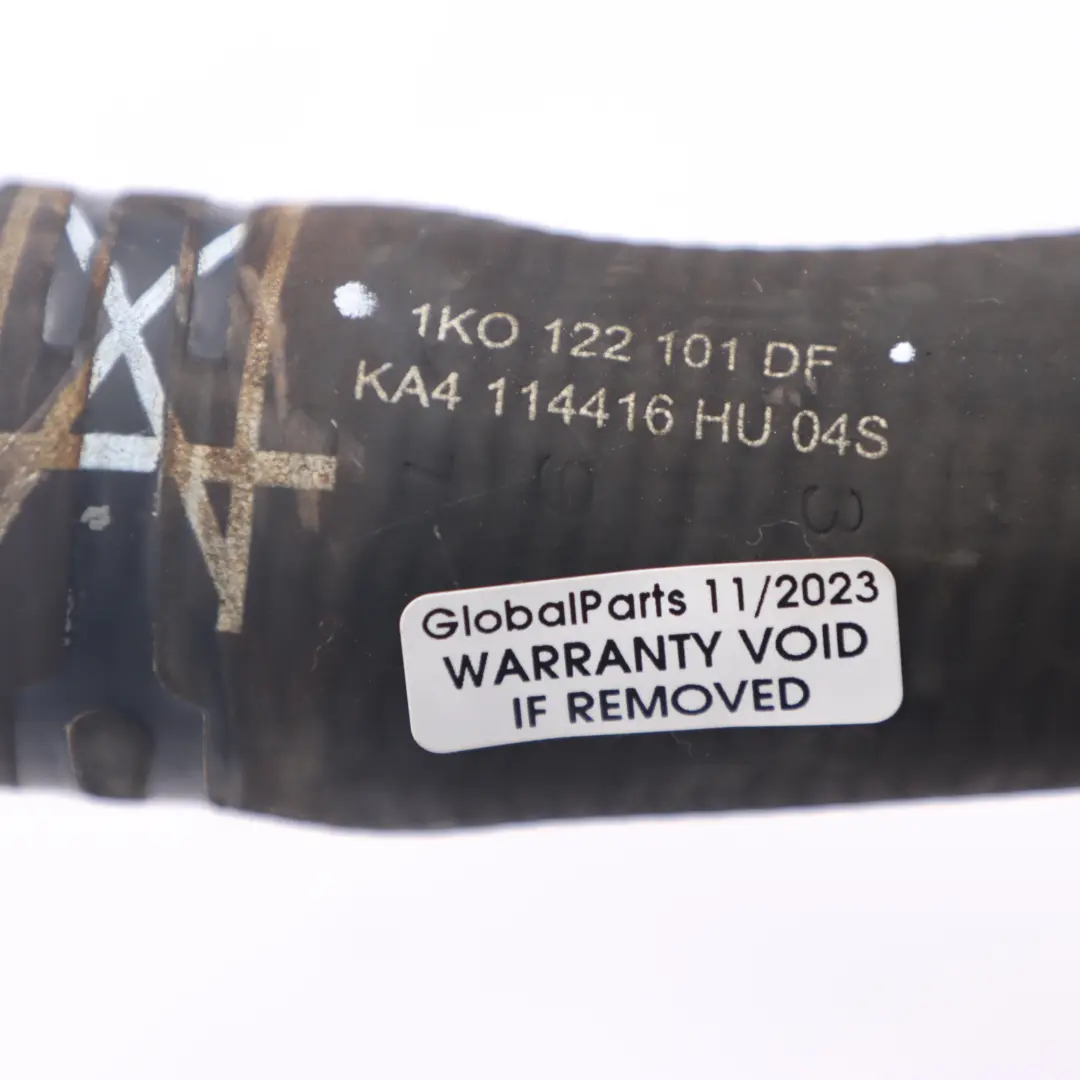 1KO 122 101 DF
KA4 114416 HU 04S
GlobalParts 11/2023
WARRANTY VOID
IF REMOVED